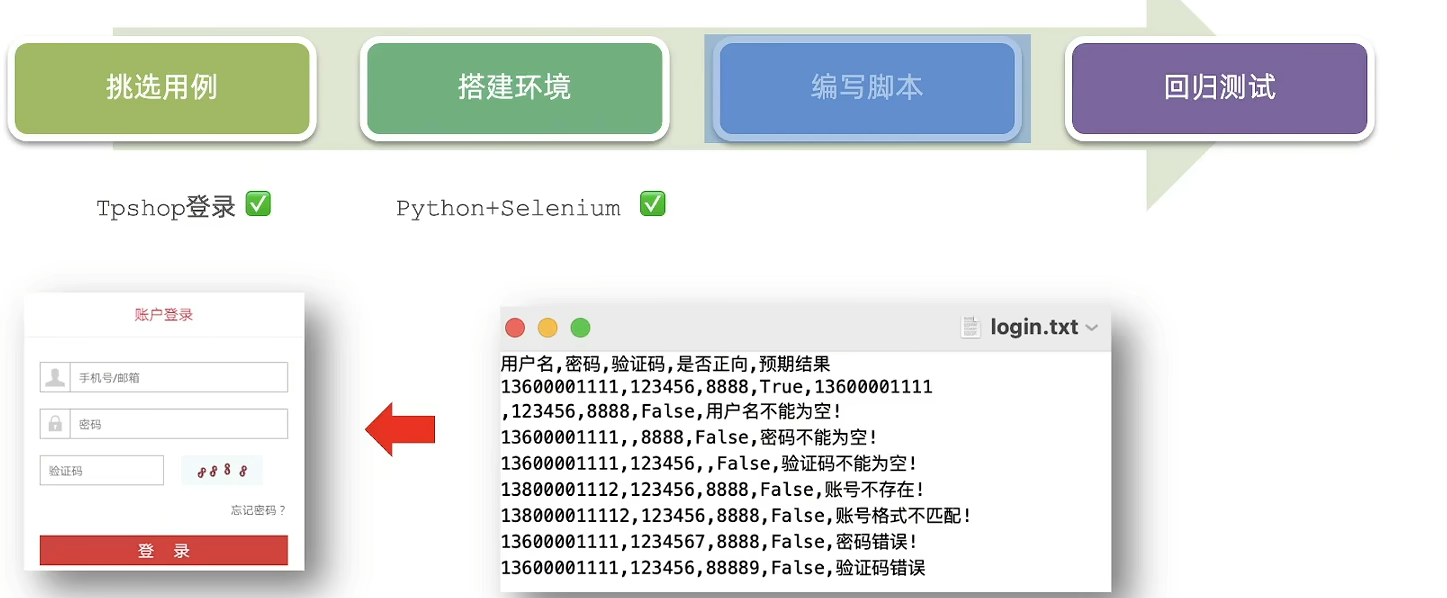 挑选用例
搭建环境
编写脚本
回归测试
Tpshop登录
Python+Selenium
账户登录
手机号/邮箱
密码
验证码
8888
忘记密码？
登 录
login.txt
用户名,密码,验证码,是否正向,预期结果
13600001111,123456,8888,True,13600001111
,123456,8888,False,用户名不能为空!
13600001111,,8888,False,密码不能为空!
13600001111,123456,,False,验证码不能为空!
13800001112,123456,8888,False,账号不存在!
138000011112,123456,8888,False,账号格式不匹配!
13600001111,1234567,8888,False,密码错误!
13600001111,123456,88889,False,验证码错误